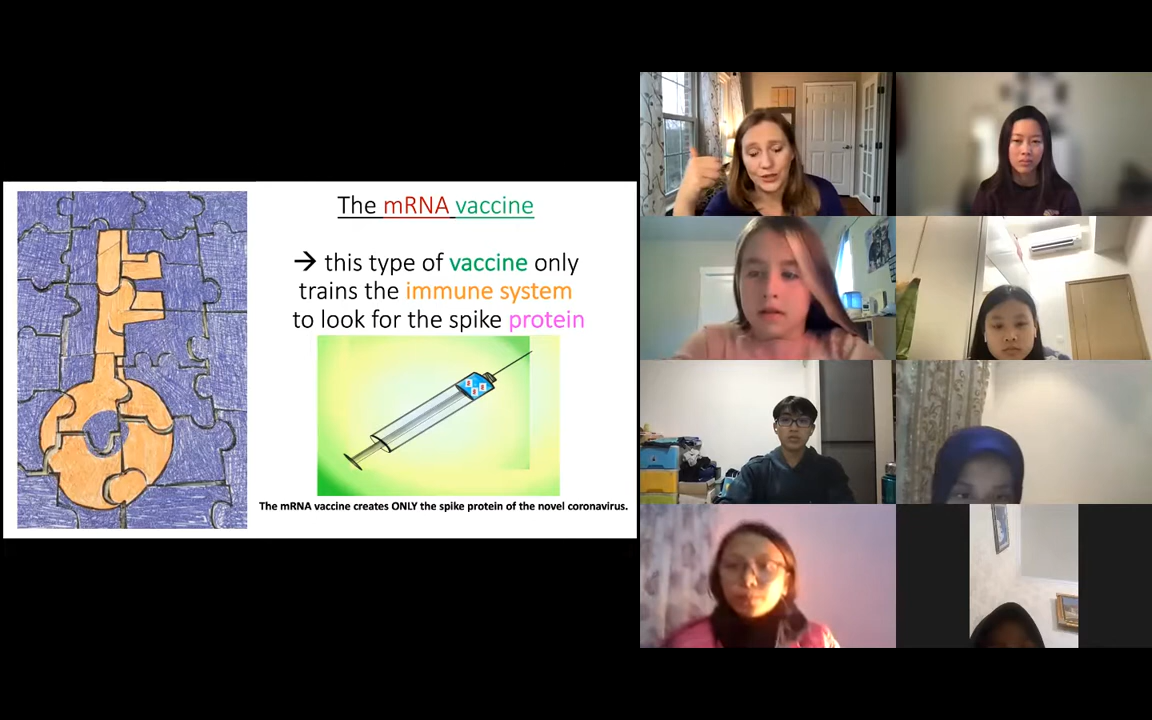 The mRNA vaccine
→ this type of vaccine only
trains the immune system
to look for the spike protein
The mRNA vaccine creates ONLY the spike protein of the novel coronavirus.